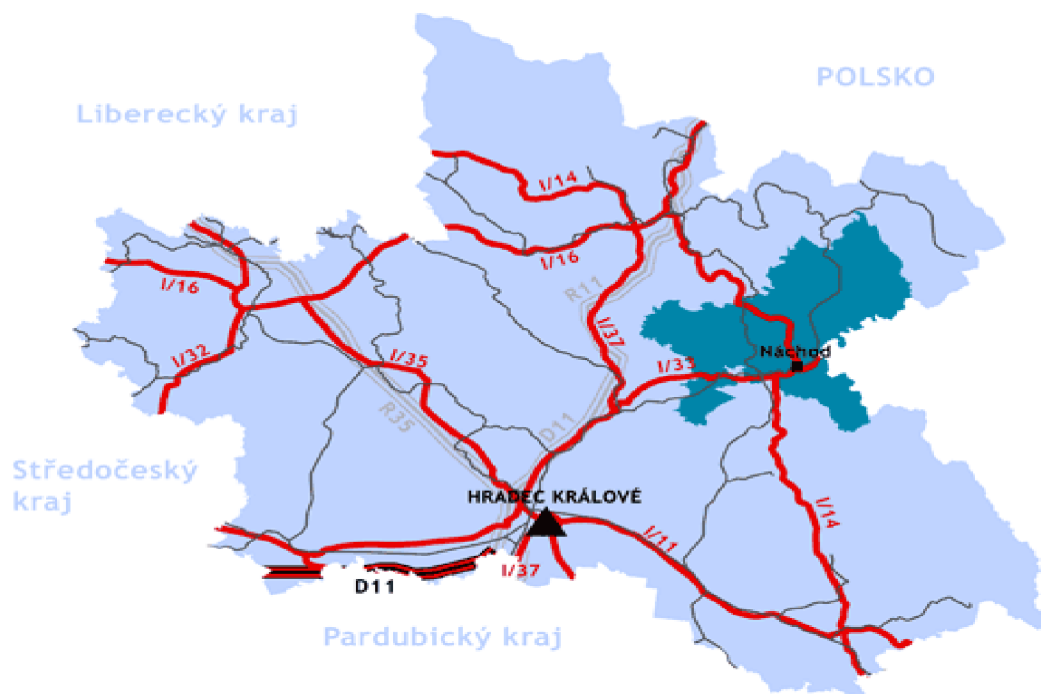 POLSKO
Liberecký kraj
I/14
I/16
I/16
R11
I/37
I/32
I/35
Náchod
I/33
R35
D11
Středočeský
kraj
HRADEC KRÁLOVÉ
I/14
I/11
I/37
D11
Pardubický kraj